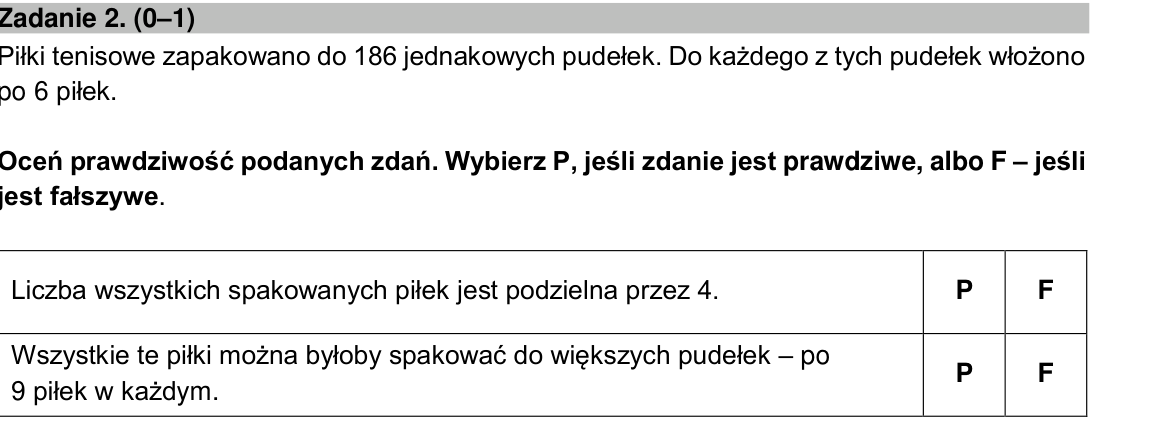 Zadanie 2. (0–1)
Piłki tenisowe zapakowano do 186 jednakowych pudełek. Do każdego z tych pudełek włożono
po 6 piłek.
Oceń prawdziwość podanych zdań. Wybierz P, jeśli zdanie jest prawdziwe, albo F – jeśli
jest fałszywe.
Liczba wszystkich spakowanych piłek jest podzielna przez 4. P F
Wszystkie te piłki można byłoby spakować do większych pudełek – po
9 piłek w każdym. P F